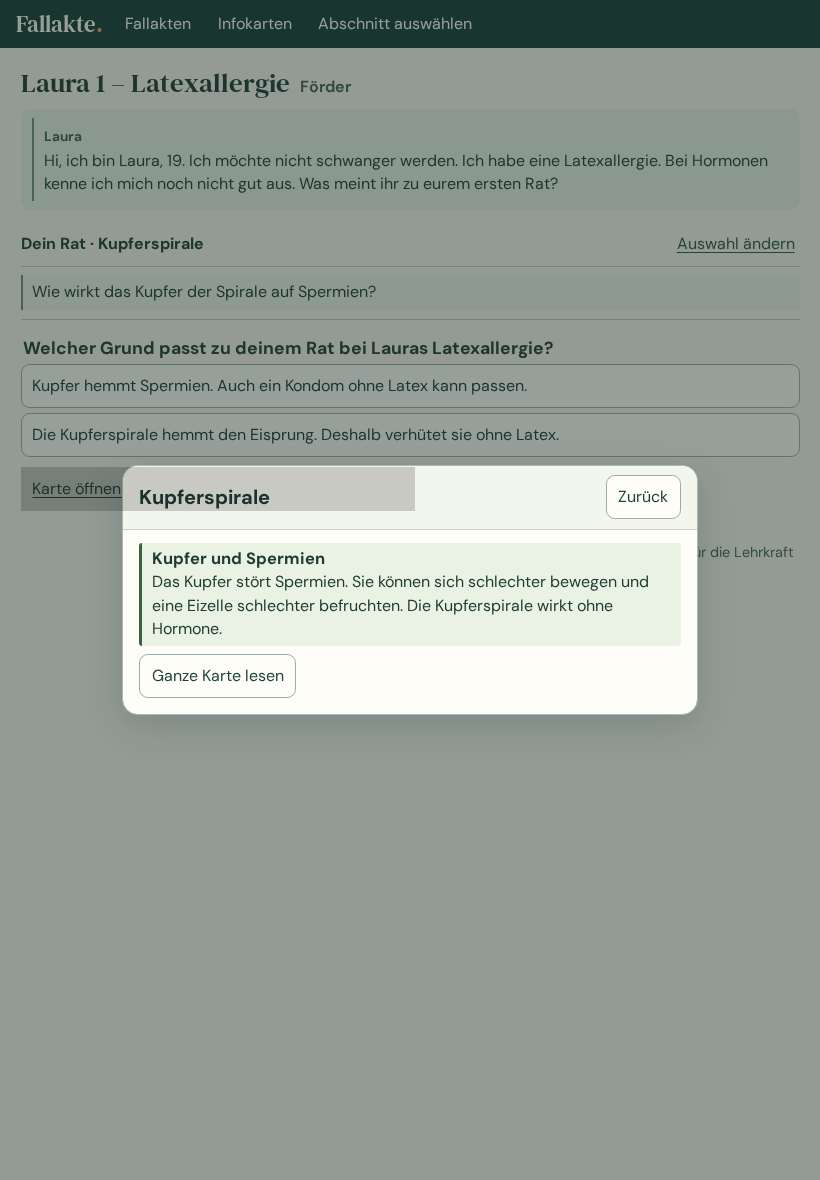 Fallakte. Fallakten Infokarten Abschnitt auswählen
Laura 1 – Latexallergie Förder
Laura
Hi, ich bin Laura, 19. Ich möchte nicht schwanger werden. Ich habe eine Latexallergie. Bei Hormonen
kenne ich mich noch nicht gut aus. Was meint ihr zu eurem ersten Rat?
Dein Rat · Kupferspirale Auswahl ändern
Wie wirkt das Kupfer der Spirale auf Spermien?
Welcher Grund passt zu deinem Rat bei Lauras Latexallergie?
Kupfer hemmt Spermien. Auch ein Kondom ohne Latex kann passen.
Die Kupferspirale hemmt den Eisprung. Deshalb verhütet sie ohne Latex.
Karte öffnen
Kupferspirale Zurück
die Lehrkraft
Kupfer und Spermien
Das Kupfer stört Spermien. Sie können sich schlechter bewegen und
eine Eizelle schlechter befruchten. Die Kupferspirale wirkt ohne
Hormone.
Ganze Karte lesen